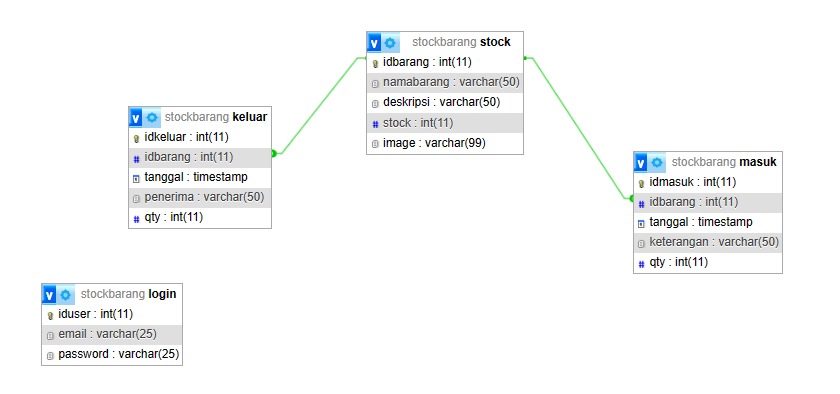 stockbarang stock
idbarang : int(11)
namabarang : varchar(50)
deskripsi : varchar(50)
stock : int(11)
image : varchar(99)
stockbarang keluar
idkeluar : int(11)
idbarang : int(11)
tanggal : timestamp
penerima : varchar(50)
qty : int(11)
stockbarang masuk
idmasuk : int(11)
idbarang : int(11)
tanggal : timestamp
keterangan : varchar(50)
qty : int(11)
stockbarang login
iduser : int(11)
email : varchar(25)
password : varchar(25)